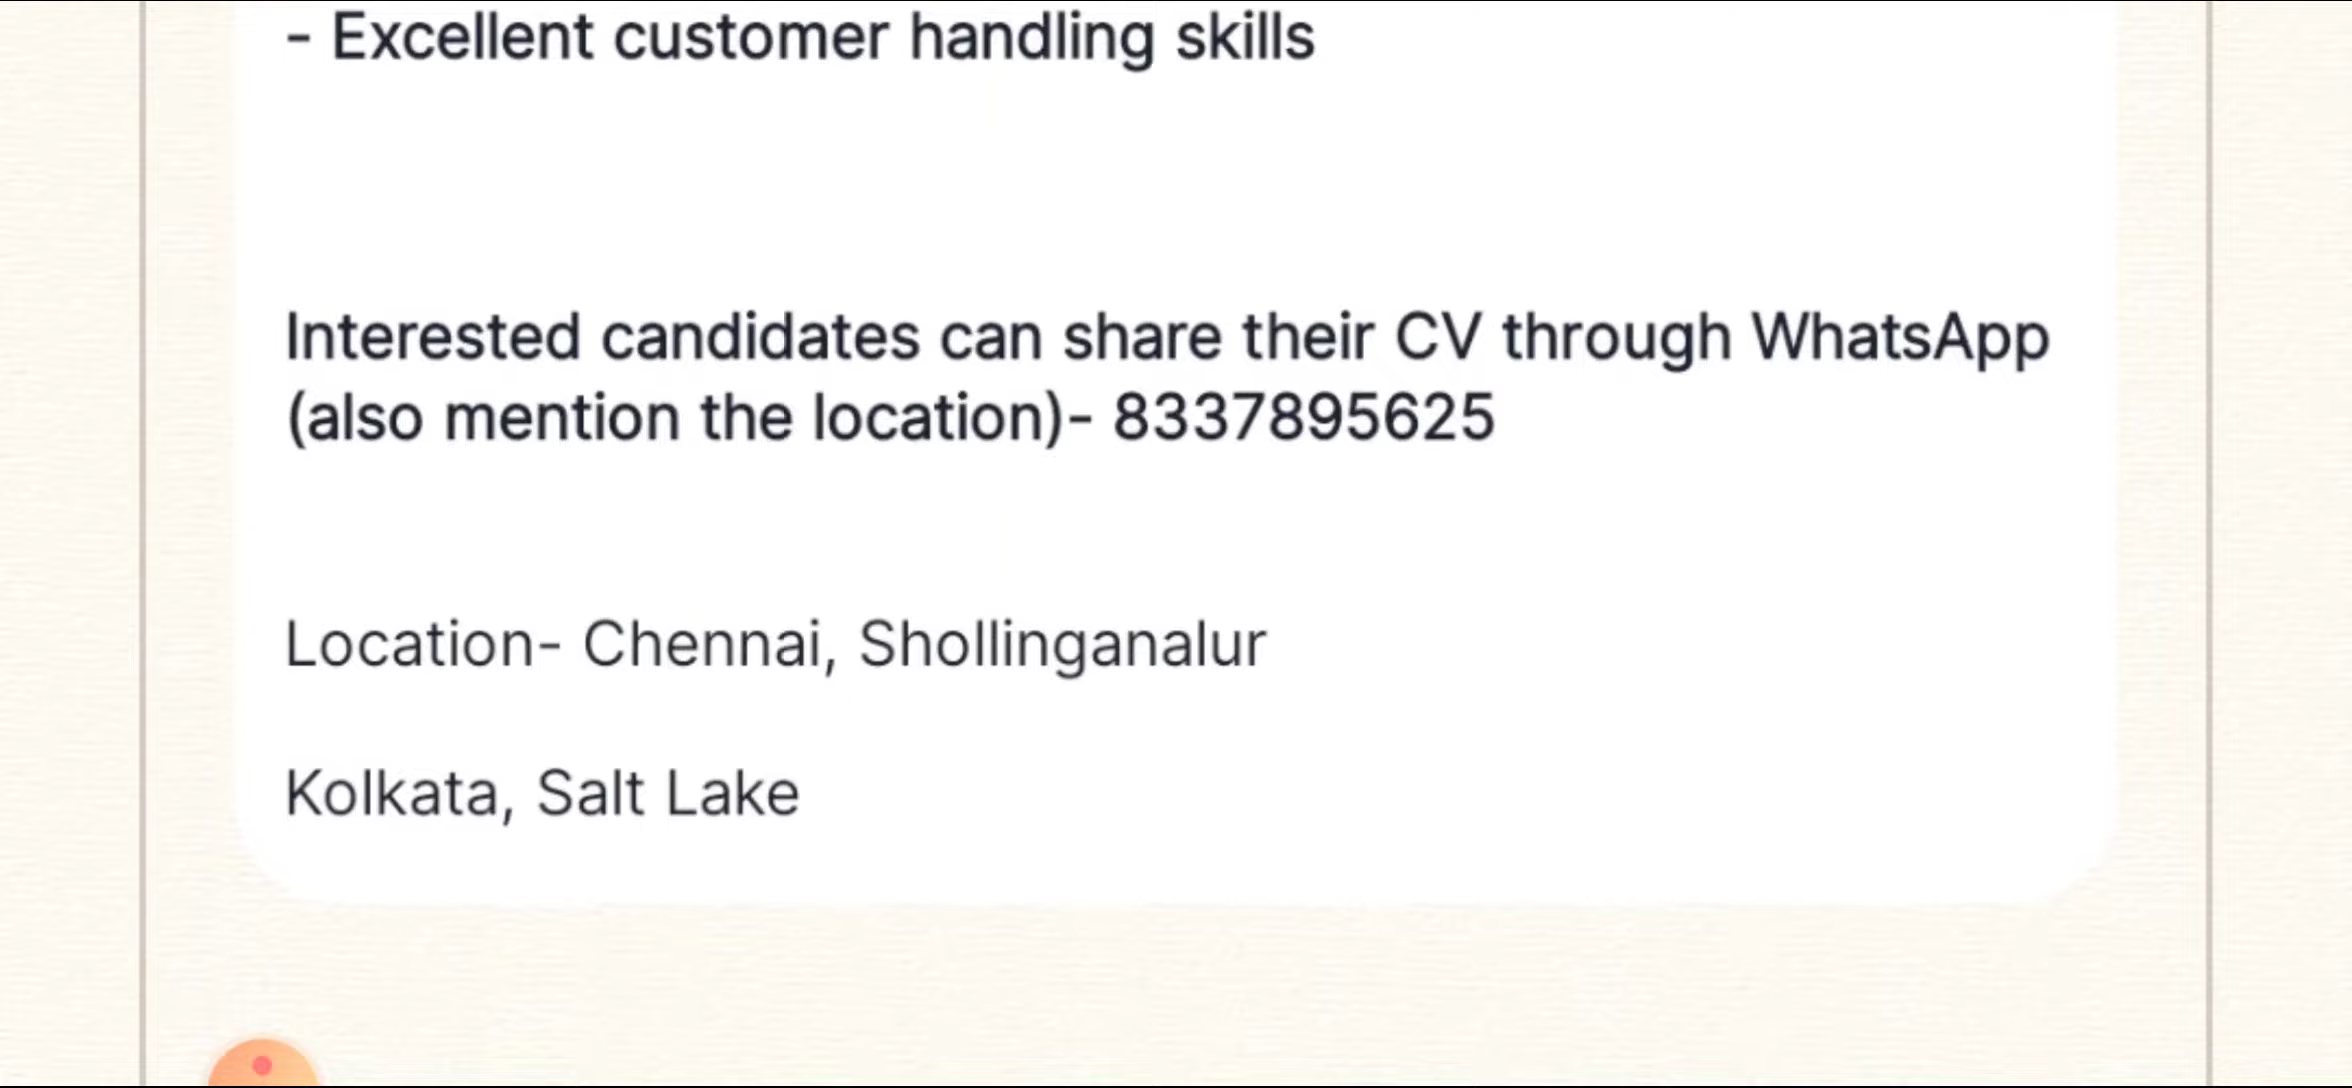 - Excellent customer handling skills
Interested candidates can share their CV through WhatsApp
(also mention the location)- 8337895625
Location- Chennai, Shollinganalur
Kolkata, Salt Lake